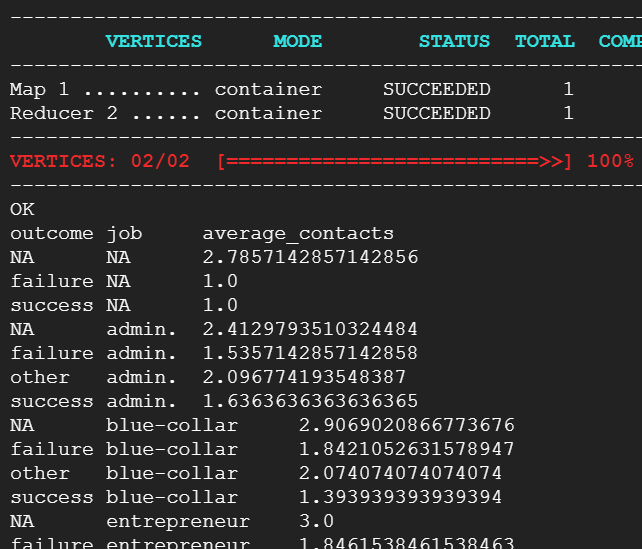 --------------------------------------------------------
VERTICES MODE STATUS TOTAL COMP
--------------------------------------------------------
Map 1 .......... container SUCCEEDED 1
Reducer 2 ...... container SUCCEEDED 1
--------------------------------------------------------
VERTICES: 02/02 [==========================>>] 100%
--------------------------------------------------------
OK
outcome job average_contacts
NA NA 2.7857142857142856
failure NA 1.0
success NA 1.0
NA admin. 2.4129793510324484
failure admin. 1.5357142857142858
other admin. 2.096774193548387
success admin. 1.6363636363636365
NA blue-collar 2.9069020866773676
failure blue-collar 1.8421052631578947
other blue-collar 2.074074074074074
success blue-collar 1.393939393939394
NA entrepreneur 3.0
failure entrepreneur 1.8461538461538463